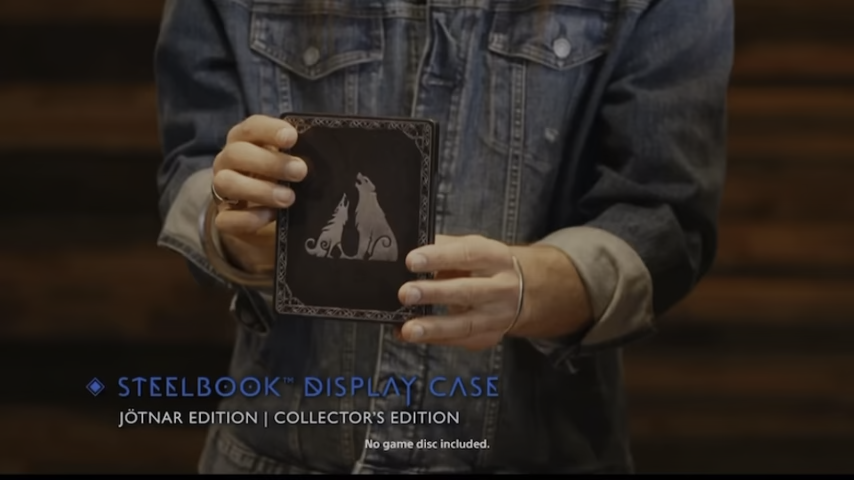 STEELBOOK™ DISPLAY CASE
JÖTNAR EDITION | COLLECTOR'S EDITION
No game disc included.